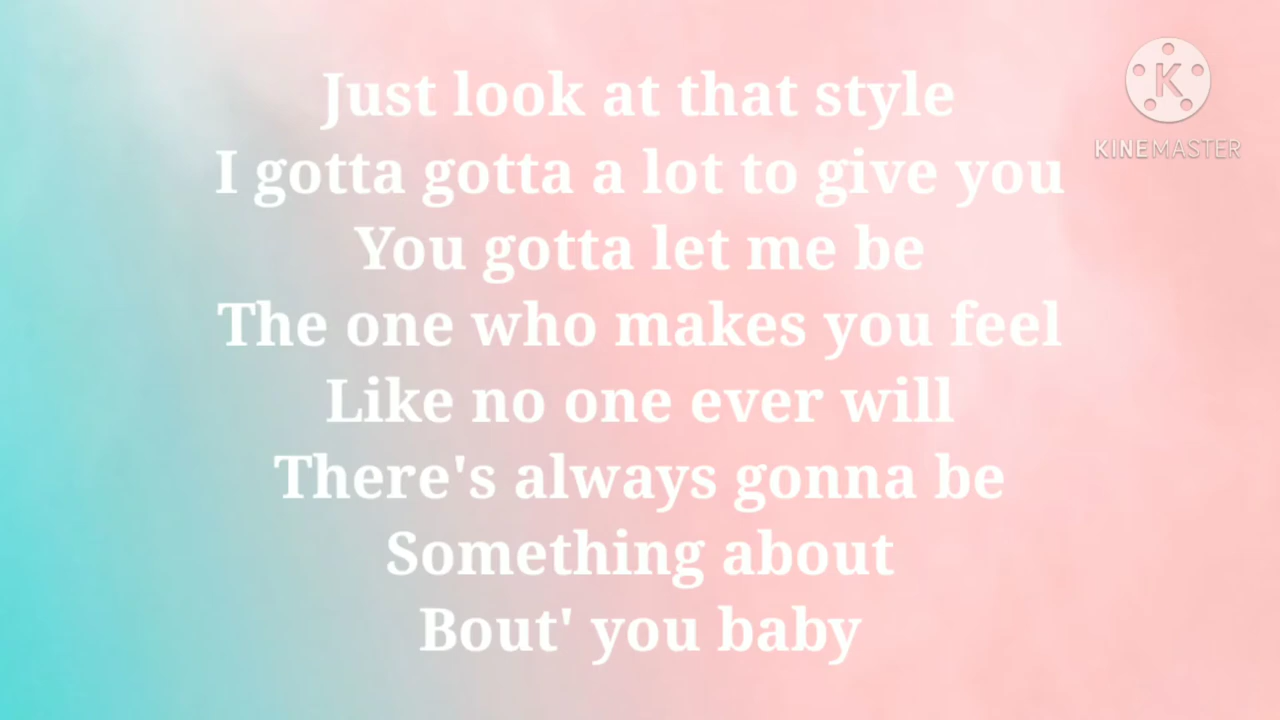 Just look at that style
I gotta gotta a lot to give you
You gotta let me be
The one who makes you feel
Like no one ever will
There's always gonna be
Something about
Bout' you baby
K
KINEMASTER